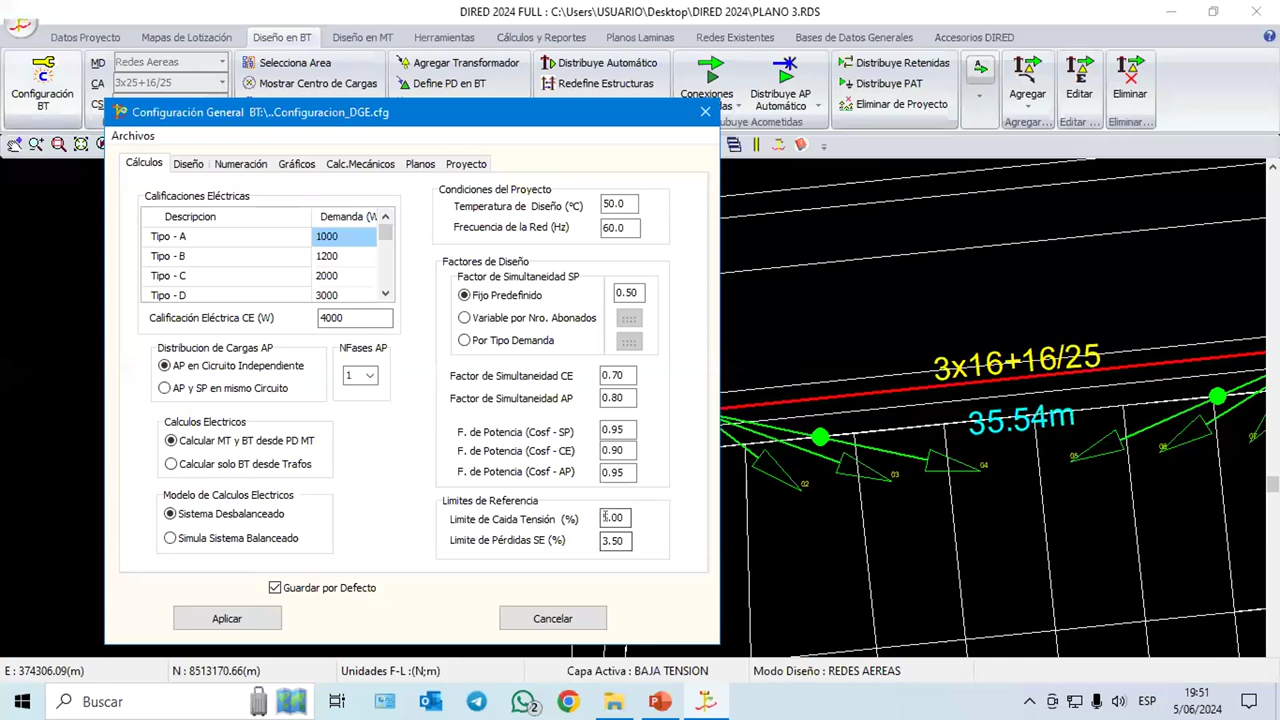 DIRED 2024 FULL : C:\Users\USUARIO\Desktop\DIRED 2024\PLANO 3.RDS
Datos Proyecto
Mapas de Lotización
Diseño en BT
Diseño en MT
Herramientas
Cálculos y Reportes
Planos Laminas
Redes Existentes
Bases de Datos Generales
Accesorios DIRED
Configuración BT
MD Redes Aereas
CA 3x25+16/25
CS
Selecciona Area
Mostrar Centro de Cargas
Agregar Transformador
Define PD en BT
Distribuye Automático
Redefine Estructuras
Conexiones
Distribuye AP Automático
Distribuye Retenidas
Distribuye PAT
Eliminar de Proyecto
Agregar
Editar
Eliminar
Agregar...
Editar ...
Eliminar...
Configuración General BT:\..Configuracion_DGE.cfg
Archivos
Cálculos
Diseño
Numeración
Gráficos
Calc.Mecánicos
Planos
Proyecto
Calificaciones Eléctricas
Descripcion Demanda (W
Tipo - A 1000
Tipo - B 1200
Tipo - C 2000
Tipo - D 3000
Calificación Eléctrica CE (W) 4000
Distribucion de Cargas AP
AP en Cicruito Independiente
AP y SP en mismo Circuito
NFases AP
1
Calculos Electricos
Calcular MT y BT desde PD MT
Calcular solo BT desde Trafos
Modelo de Calculos Electricos
Sistema Desbalanceado
Simula Sistema Balanceado
Condiciones del Proyecto
Temperatura de Diseño (ºC) 50.0
Frecuencia de la Red (Hz) 60.0
Factores de Diseño
Factor de Simultaneidad SP
Fijo Predefinido 0.50
Variable por Nro. Abonados
Por Tipo Demanda
Factor de Simultaneidad CE 0.70
Factor de Simultaneidad AP 0.80
F. de Potencia (Cosf - SP) 0.95
F. de Potencia (Cosf - CE) 0.90
F. de Potencia (Cosf - AP) 0.95
Limites de Referencia
Limite de Caida Tensión (%)
Limite de Pérdidas SE (%) 3.50
Guardar por Defecto
Aplicar
Cancelar
3x16+16/25
35.54m
02
03
04
05
06
E : 374306.09(m)
N : 8513170.66(m)
Unidades F-L :(N;m)
Capa Activa : BAJA TENSION
Modo Diseño : REDES AEREAS
Buscar
2
ESP
19:51
5/06/2024